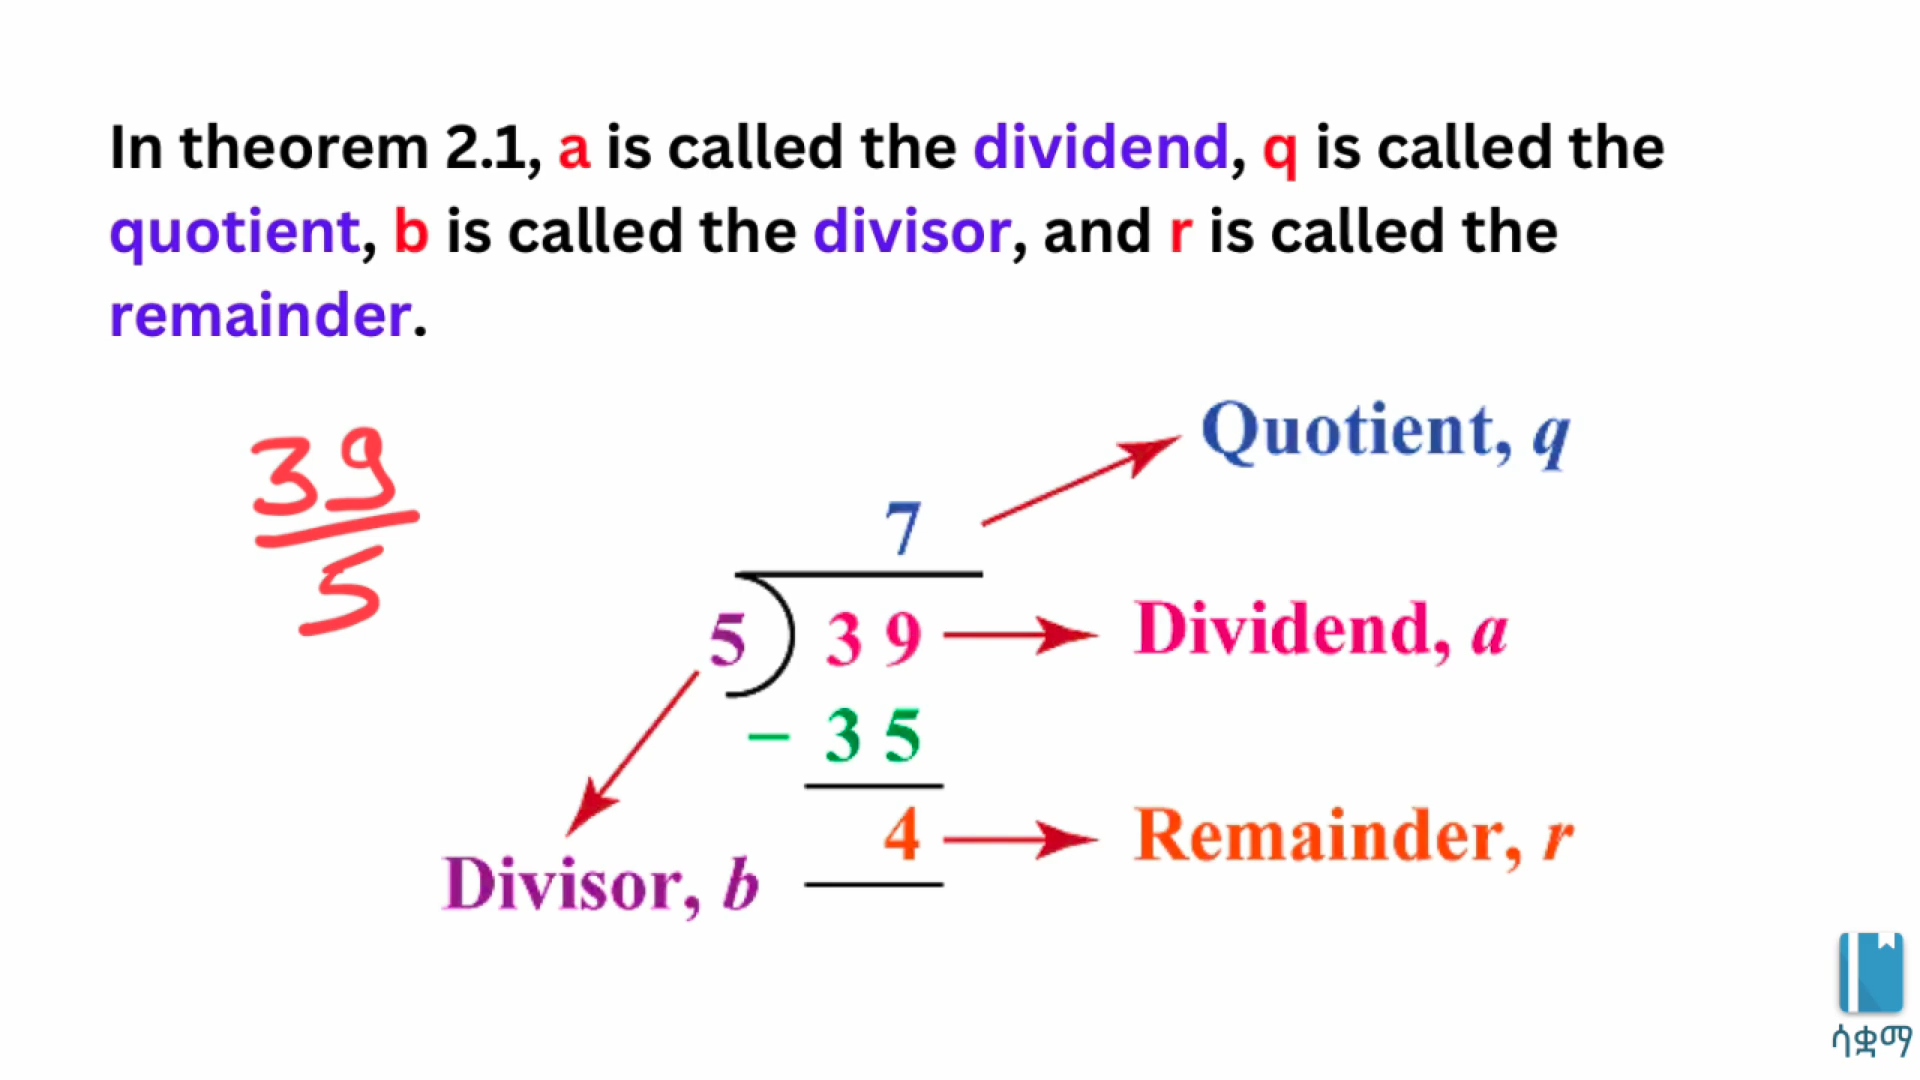 In theorem 2.1, a is called the dividend, q is called the
quotient, b is called the divisor, and r is called the
remainder.
39
5
Quotient, q
7
5 39
Dividend, a
– 35
4
Remainder, r
Divisor, b
ሳቋማ